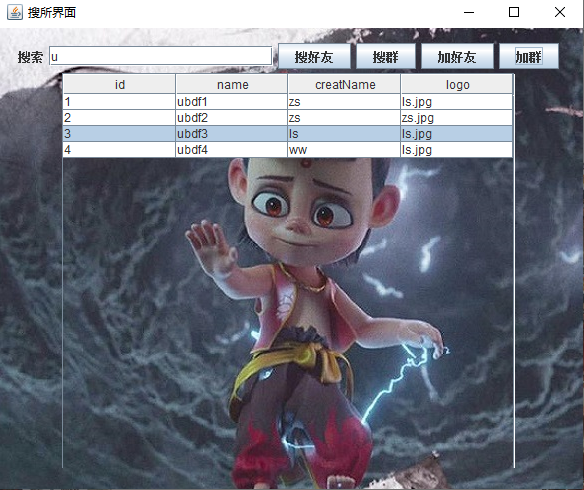 搜所界面
搜索 u 搜好友 搜群 加好友 加群
id name creatName logo
1 ubdf1 zs ls.jpg
2 ubdf2 zs zs.jpg
3 ubdf3 ls ls.jpg
4 ubdf4 ww ls.jpg